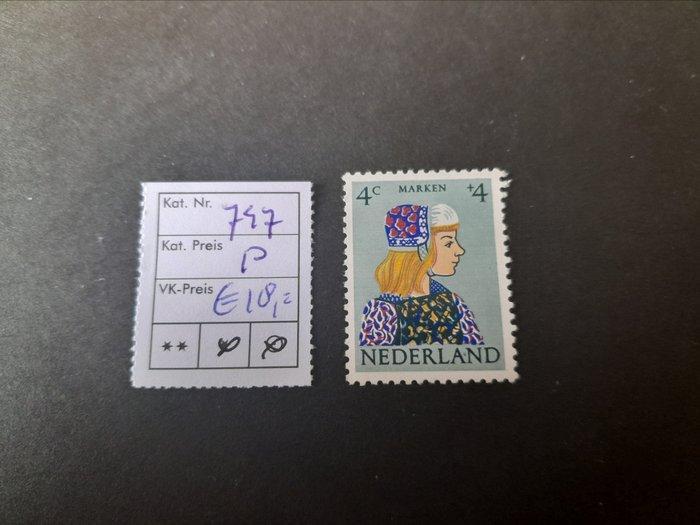 Kat. Nr. 747
Kat. Preis P
VK-Preis €18,=
**
4c MARKEN +4
NEDERLAND